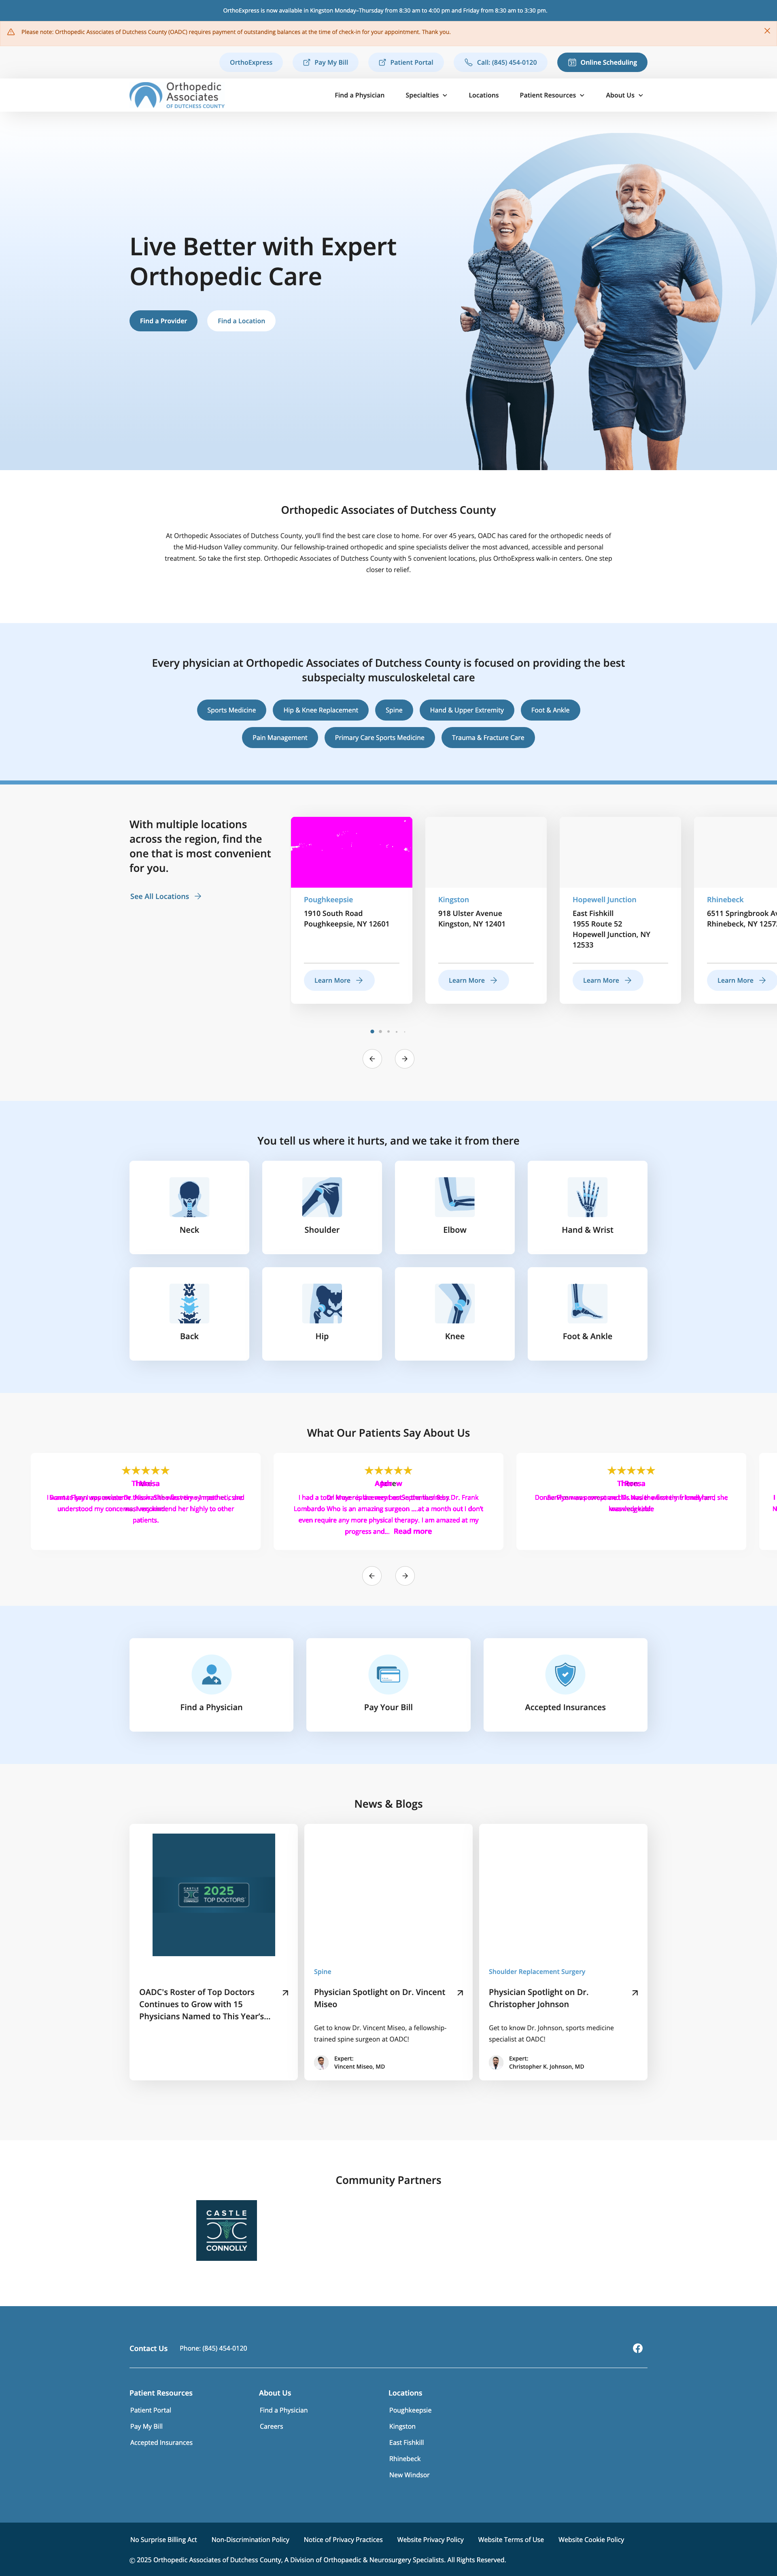 OrthoExpress is now available in Kingston Monday–Thursday from 8:30 am to 4:00 pm and Friday from 8:30 am to 3:30 pm.
Please note: Orthopedic Associates of Dutchess County (OADC) requires payment of outstanding balances at the time of check-in for your appointment. Thank you.
OrthoExpress
Pay My Bill
Patient Portal
Call: (845) 454-0120
Online Scheduling
Orthopedic
Associates
OF DUTCHESS COUNTY
Find a Physician
Specialties
Locations
Patient Resources
About Us
Live Better with Expert
Orthopedic Care
Find a Provider
Find a Location
Orthopedic Associates of Dutchess County
At Orthopedic Associates of Dutchess County, you'll find the best care close to home. For over 45 years, OADC has cared for the orthopedic needs of
the Mid-Hudson Valley community. Our fellowship-trained orthopedic and spine specialists deliver the most advanced, accessible and personal
treatment. So take the first step. Orthopedic Associates of Dutchess County with 5 convenient locations, plus OrthoExpress walk-in centers. One step
closer to relief.
Every physician at Orthopedic Associates of Dutchess County is focused on providing the best
subspecialty musculoskeletal care
Sports Medicine
Hip & Knee Replacement
Spine
Hand & Upper Extremity
Foot & Ankle
Pain Management
Primary Care Sports Medicine
Trauma & Fracture Care
With multiple locations
across the region, find the
one that is most convenient
for you.
See All Locations
Poughkeepsie
1910 South Road
Poughkeepsie, NY 12601
Learn More
Kingston
918 Ulster Avenue
Kingston, NY 12401
Learn More
Hopewell Junction
East Fishkill
1955 Route 52
Hopewell Junction, NY
12533
Learn More
Rhinebeck
6511 Springbrook
Rhinebeck, NY
Learn More
You tell us where it hurts, and we take it from there
Neck
Shoulder
Elbow
Hand & Wrist
Back
Hip
Knee
Foot & Ankle
What Our Patients Say About Us
understood my concerns
her highly to other
patients.
I had a total
by Dr. Frank
Lombardo Who is an amazing surgeon ... at a month out I don't
even require any more physical therapy. I am amazed at my
progress and... Read more
Find a Physician
Pay Your Bill
Accepted Insurances
News & Blogs
CASTLE CONNOLLY
2025
TOP DOCTORS
OADC's Roster of Top Doctors
Continues to Grow with 15
Physicians Named to This Year's...
Spine
Physician Spotlight on Dr. Vincent
Miseo
Get to know Dr. Vincent Miseo, a fellowship-
trained spine surgeon at OADC!
Expert:
Vincent Miseo, MD
Shoulder Replacement Surgery
Physician Spotlight on Dr.
Christopher Johnson
Get to know Dr. Johnson, sports medicine
specialist at OADC!
Expert:
Christopher K. Johnson, MD
Community Partners
CASTLE
CONNOLLY
Contact Us
Phone: (845) 454-0120
Patient Resources
Patient Portal
Pay My Bill
Accepted Insurances
About Us
Find a Physician
Careers
Locations
Poughkeepsie
Kingston
East Fishkill
Rhinebeck
New Windsor
No Surprise Billing Act
Non-Discrimination Policy
Notice of Privacy Practices
Website Privacy Policy
Website Terms of Use
Website Cookie Policy
© 2025 Orthopedic Associates of Dutchess County, A Division of Orthopaedic & Neurosurgery Specialists. All Rights Reserved.